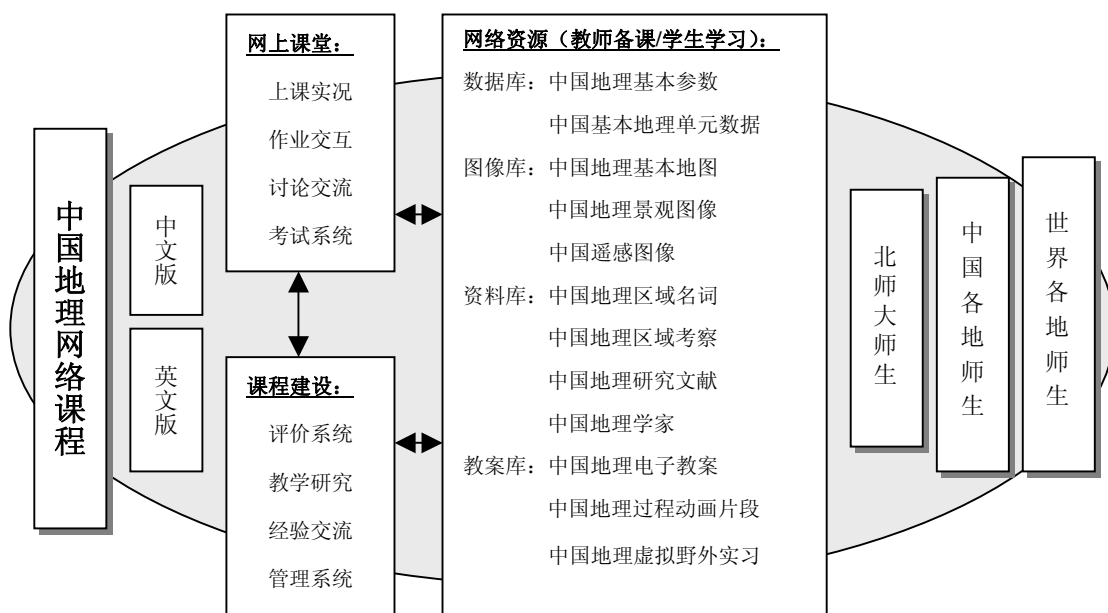 中国地理网络课程
中文版
英文版
网上课堂：
上课实况
作业交互
讨论交流
考试系统
课程建设：
评价系统
教学研究
经验交流
管理系统
网络资源（教师备课/学生学习）：
数据库：中国地理基本参数
中国基本地理单元数据
图像库：中国地理基本地图
中国地理景观图像
中国遥感图像
资料库：中国地理区域名词
中国地理区域考察
中国地理研究文献
中国地理学家
教案库：中国地理电子教案
中国地理过程动画片段
中国地理虚拟野外实习
北师大师生
中国各地师生
世界各地师生